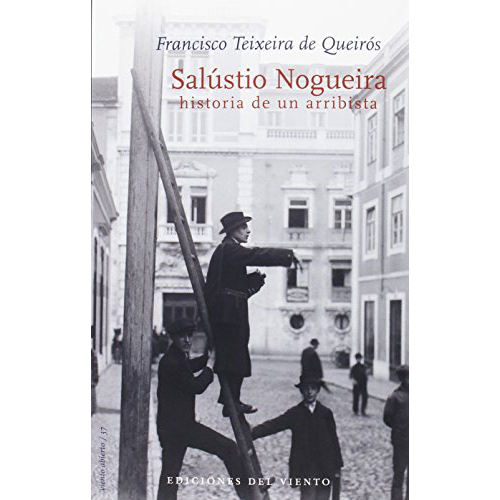 Francisco Teixeira de Queirós
Salústio Nogueira
historia de un arribista
viento abierto / 37
EDICIONES DEL VIENTO